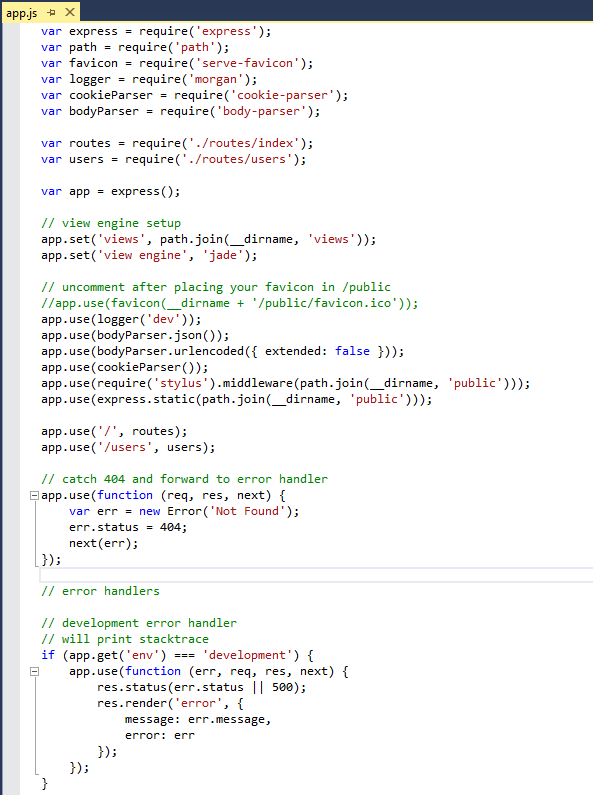 app.js
var express = require('express');
var path = require('path');
var favicon = require('serve-favicon');
var logger = require('morgan');
var cookieParser = require('cookie-parser');
var bodyParser = require('body-parser');

var routes = require('./routes/index');
var users = require('./routes/users');

var app = express();

// view engine setup
app.set('views', path.join(__dirname, 'views'));
app.set('view engine', 'jade');

// uncomment after placing your favicon in /public
//app.use(favicon(__dirname + '/public/favicon.ico'));
app.use(logger('dev'));
app.use(bodyParser.json());
app.use(bodyParser.urlencoded({ extended: false }));
app.use(cookieParser());
app.use(require('stylus').middleware(path.join(__dirname, 'public')));
app.use(express.static(path.join(__dirname, 'public')));

app.use('/', routes);
app.use('/users', users);

// catch 404 and forward to error handler
app.use(function (req, res, next) {
    var err = new Error('Not Found');
    err.status = 404;
    next(err);
});

// error handlers

// development error handler
// will print stacktrace
if (app.get('env') === 'development') {
    app.use(function (err, req, res, next) {
        res.status(err.status || 500);
        res.render('error', {
            message: err.message,
            error: err
        });
    });
}